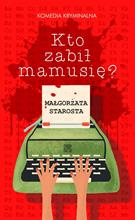 KOMEDIA KRYMINALNA
Kto
zabił
mamusię?
MAŁGORZATA
STAROSTA